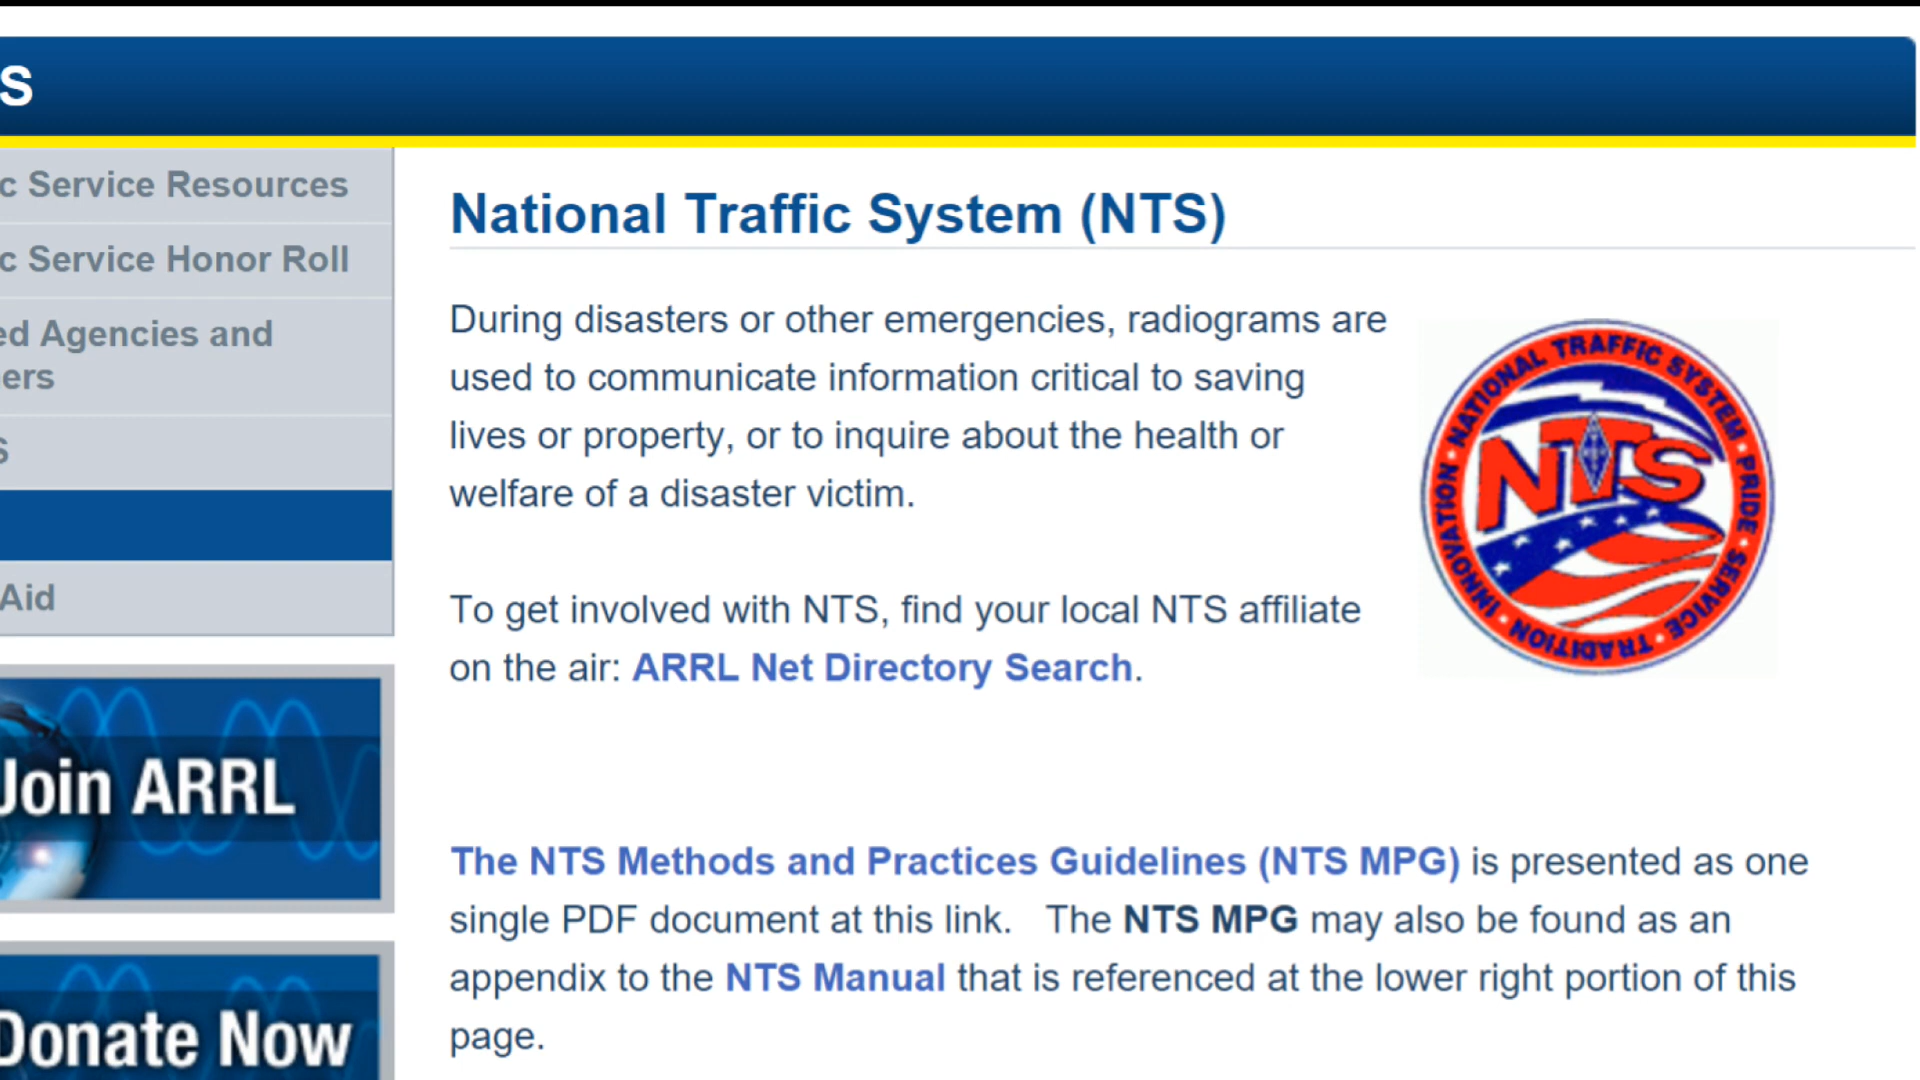 S
c Service Resources
c Service Honor Roll
ed Agencies and
ers
S
Aid
Join ARRL
Donate Now
National Traffic System (NTS)
During disasters or other emergencies, radiograms are
used to communicate information critical to saving
lives or property, or to inquire about the health or
welfare of a disaster victim.
NATIONAL TRAFFIC SYSTEM • PRIDE • SERVICE • TRADITION • INNOVATION •
NTS
To get involved with NTS, find your local NTS affiliate
on the air: ARRL Net Directory Search.
The NTS Methods and Practices Guidelines (NTS MPG) is presented as one
single PDF document at this link. The NTS MPG may also be found as an
appendix to the NTS Manual that is referenced at the lower right portion of this
page.